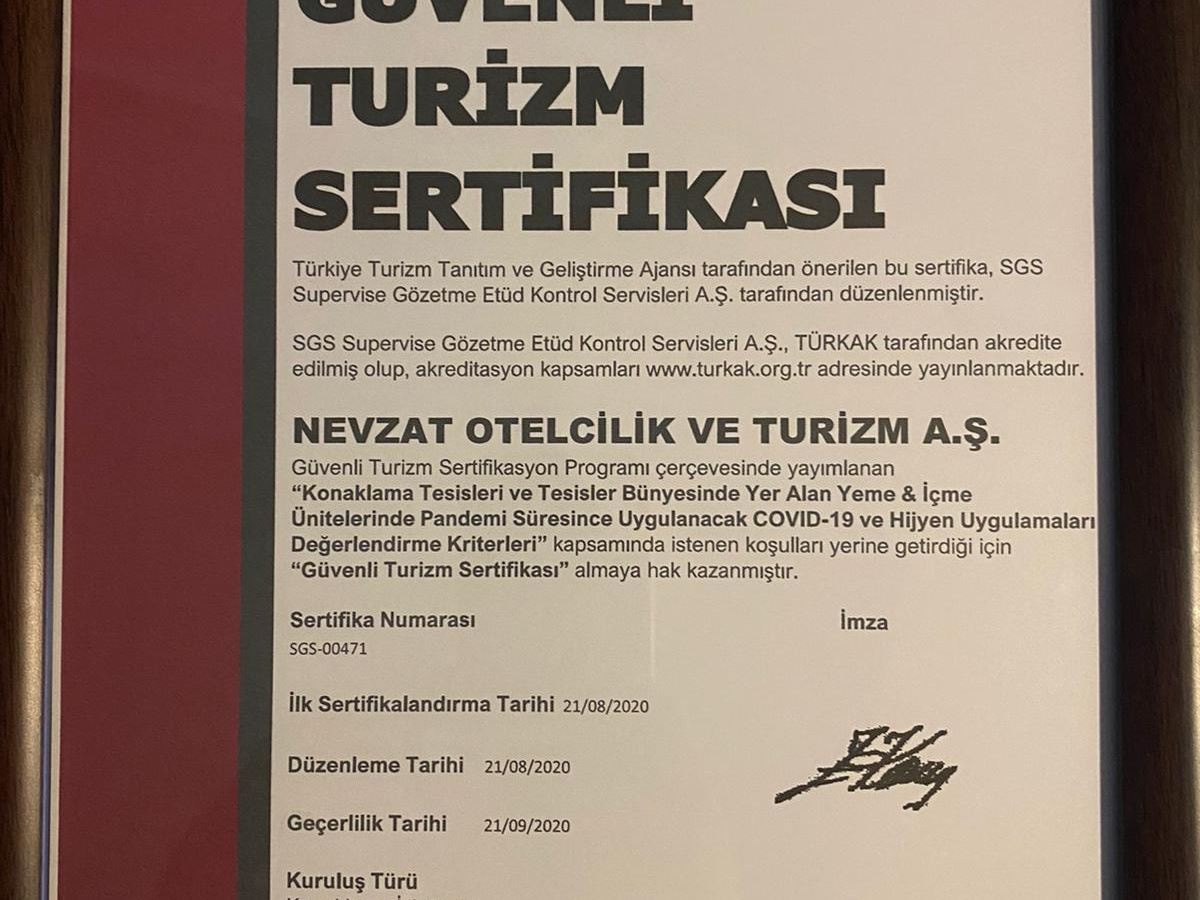 GÜVENLİ
TURİZM
SERTİFİKASI
Türkiye Turizm Tanıtım ve Geliştirme Ajansı tarafından önerilen bu sertifika, SGS
Supervise Gözetme Etüd Kontrol Servisleri A.Ş. tarafından düzenlenmiştir.
SGS Supervise Gözetme Etüd Kontrol Servisleri A.Ş., TÜRKAK tarafından akredite
edilmiş olup, akreditasyon kapsamları www.turkak.org.tr adresinde yayınlanmaktadır.
NEVZAT OTELCİLİK VE TURİZM A.Ş.
Güvenli Turizm Sertifikasyon Programı çerçevesinde yayımlanan
“Konaklama Tesisleri ve Tesisler Bünyesinde Yer Alan Yeme & İçme
Ünitelerinde Pandemi Süresince Uygulanacak COVID-19 ve Hijyen Uygulamaları
Değerlendirme Kriterleri” kapsamında istenen koşulları yerine getirdiği için
“Güvenli Turizm Sertifikası” almaya hak kazanmıştır.
Sertifika Numarası
İmza
SGS-00471
İlk Sertifikalandırma Tarihi 21/08/2020
Düzenleme Tarihi 21/08/2020
Geçerlilik Tarihi 21/09/2020
Kuruluş Türü